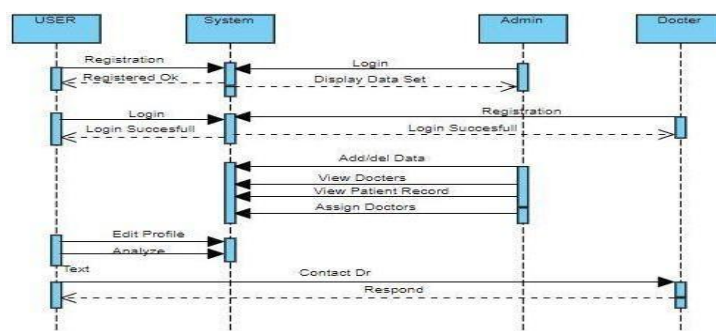 USER System Admin Docter
Registration Login
Registered Ok Display Data Set
Login Registration
Login Succesfull Login Succesfull
Add/del Data
View Docters
View Patient Record
Assign Doctors
Edit Profile
Analyze
Text
Contact Dr
Respond